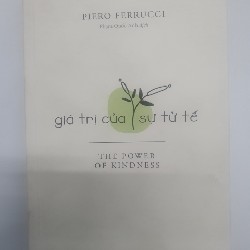 PIERO FERRUCCI
giá trị của sự tử tế
THE POWER
OF KINDNESS